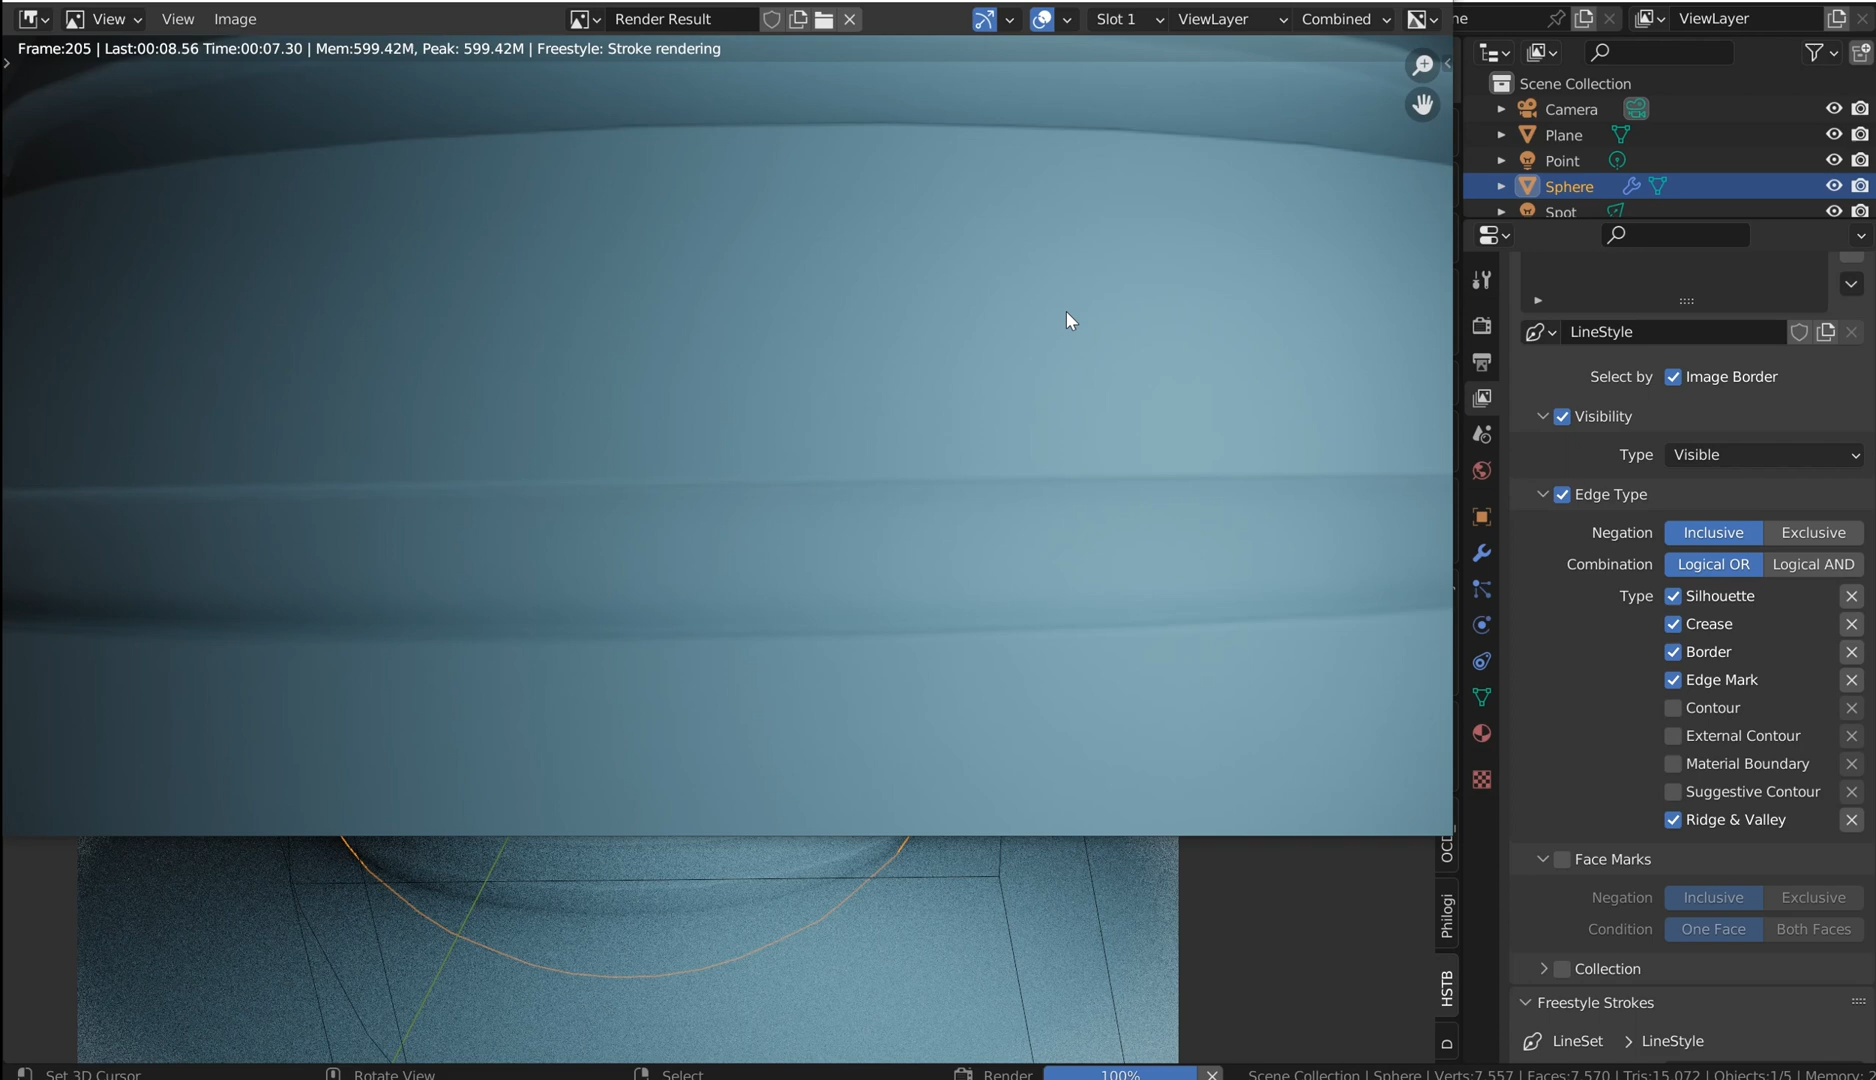 View View Image Render Result Slot 1 ViewLayer Combined ne ViewLayer
Frame:205 | Last:00:08.56 Time:00:07.30 | Mem:599.42M, Peak: 599.42M | Freestyle: Stroke rendering
Scene Collection
Camera
Plane
Point
Sphere
Spot
LineStyle
Select by Image Border
Visibility
Type Visible
Edge Type
Negation Inclusive Exclusive
Combination Logical OR Logical AND
Type Silhouette
Crease
Border
Edge Mark
Contour
External Contour
Material Boundary
Suggestive Contour
Ridge & Valley
Face Marks
Negation Inclusive Exclusive
Condition One Face Both Faces
Collection
Freestyle Strokes
LineSet > LineStyle
Philogi
HSTB
D
Set 3D Cursor Rotate View Select Render 100% Scene Collection | Sphere | Verts:7,557 | Faces:7,570 | Tris:15,072 | Objects:1/5 | Memory: